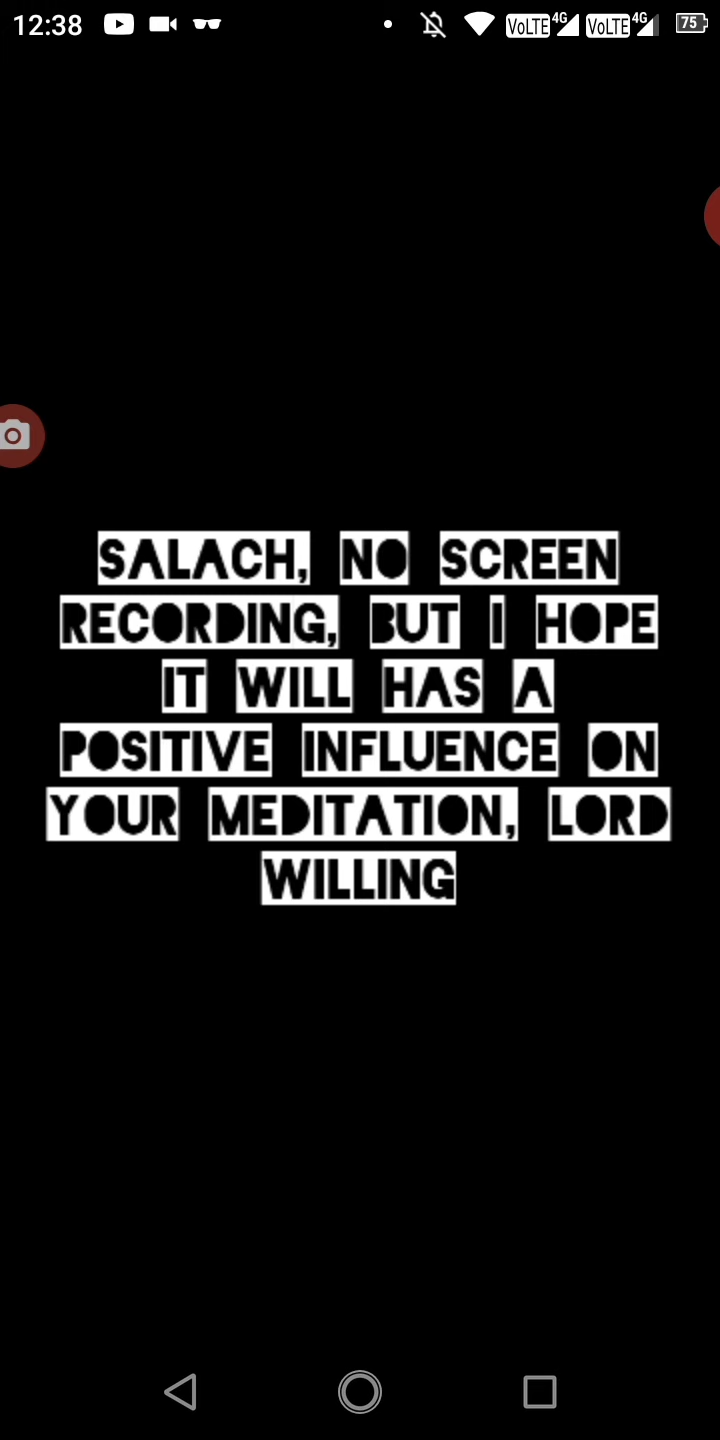 12:38
VoLTE 4G VoLTE 4G 75
SALACH, NO SCREEN
RECORDING, BUT I HOPE
IT WILL HAS A
POSITIVE INFLUENCE ON
YOUR MEDITATION, LORD
WILLING